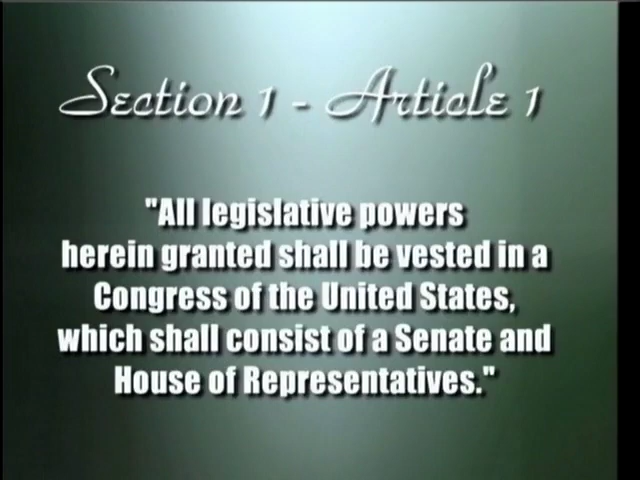 Section 1 - Article 1
"All legislative powers
herein granted shall be vested in a
Congress of the United States,
which shall consist of a Senate and
House of Representatives."